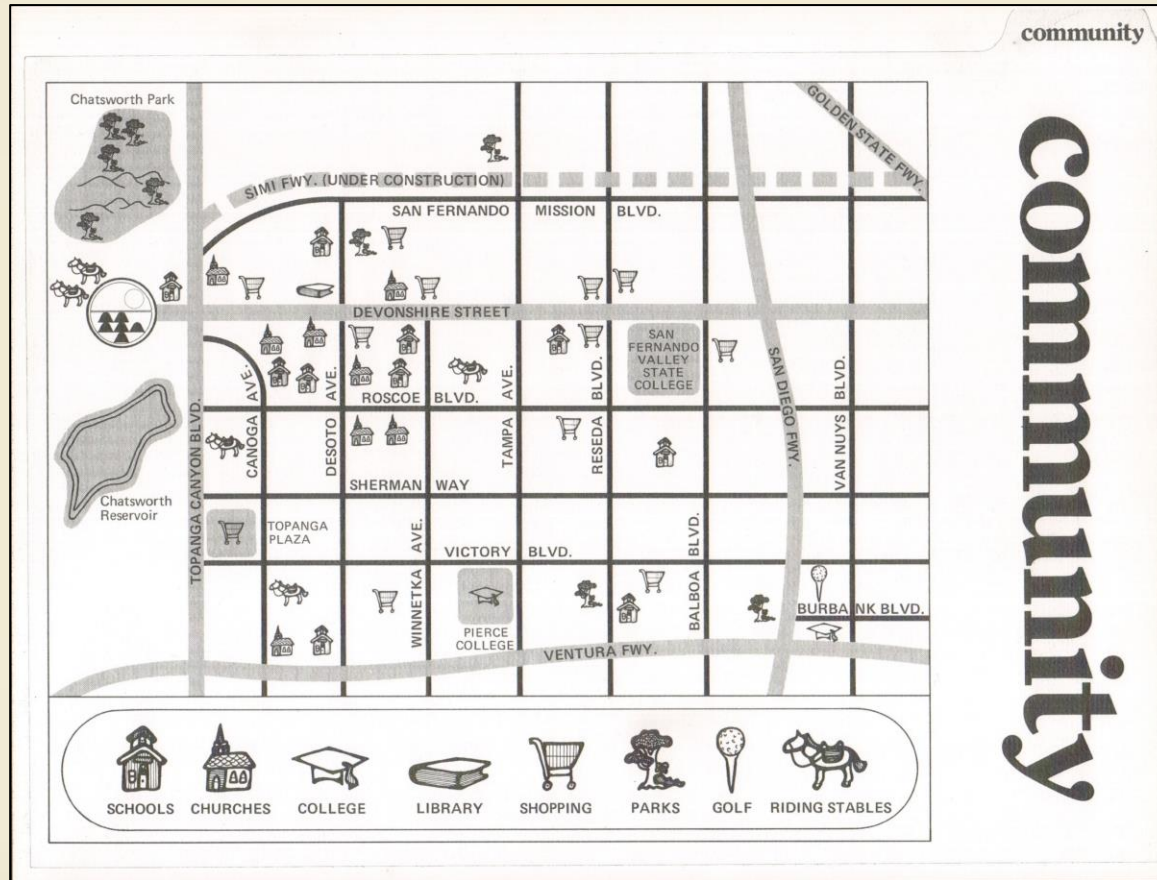 community
community
Chatsworth Park
GOLDEN STATE FWY.
SIMI FWY. (UNDER CONSTRUCTION)
SAN FERNANDO MISSION BLVD.
DEVONSHIRE STREET
SAN
FERNANDO
VALLEY
STATE
COLLEGE
TOPANGA CANYON BLVD.
CANOGA AVE.
DESOTO AVE.
ROSCOE BLVD.
TAMPA AVE.
RESEDA BLVD.
SAN DIEGO FWY.
VAN NUYS BLVD.
Chatsworth
Reservoir
SHERMAN WAY
TOPANGA
PLAZA
WINNETKA AVE.
VICTORY BLVD.
BALBOA BLVD.
PIERCE
COLLEGE
BURBANK BLVD.
VENTURA FWY.
SCHOOLS CHURCHES COLLEGE LIBRARY SHOPPING PARKS GOLF RIDING STABLES